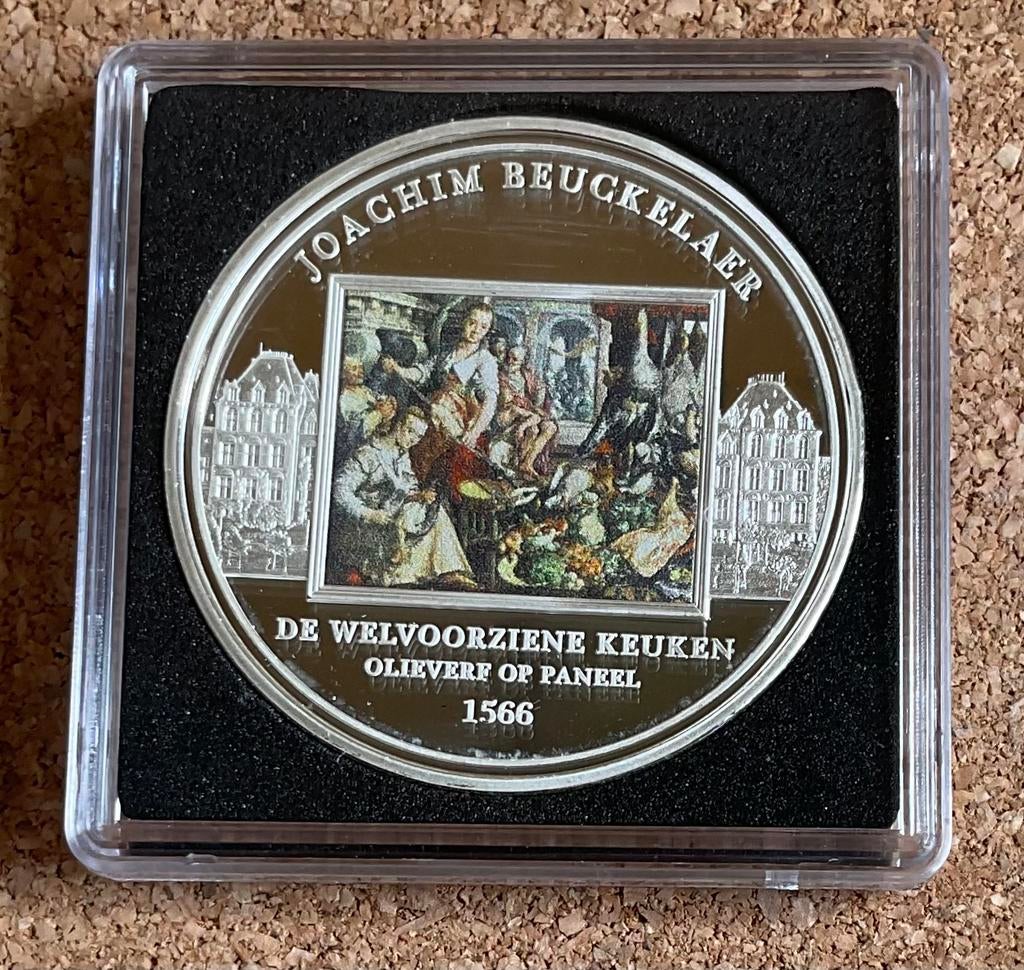 JOACHIM BEUCKELAER
DE WELVOORZIENE KEUKEN
OLIEVERF OP PANEEL
1566